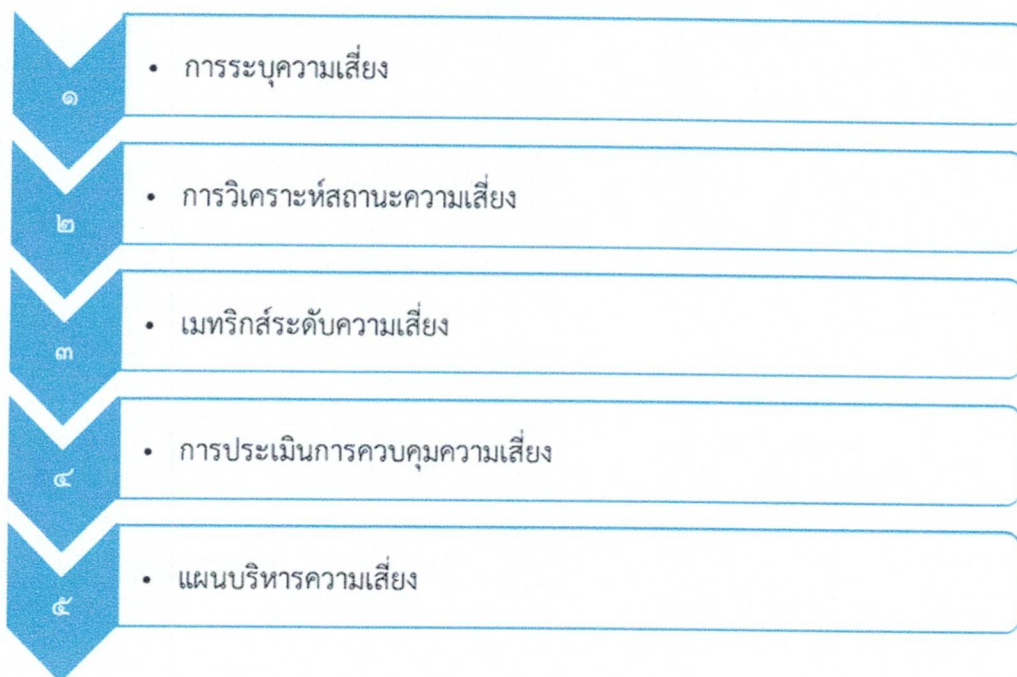 ๑
• การระบุความเสี่ยง
๒
• การวิเคราะห์สถานะความเสี่ยง
๓
• เมทริกส์ระดับความเสี่ยง
๔
• การประเมินการควบคุมความเสี่ยง
๕
• แผนบริหารความเสี่ยง